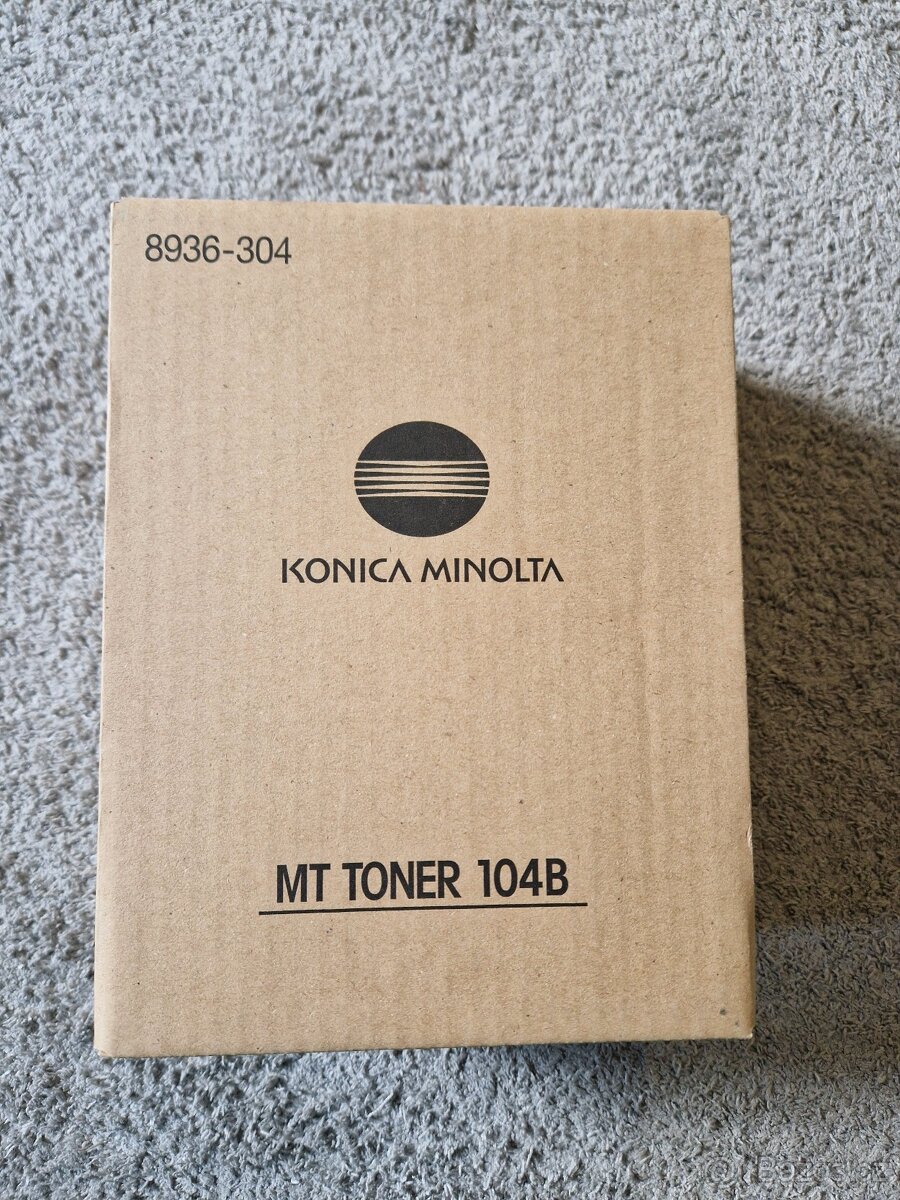 8936-304
KONICA MINOLTA
MT TONER 104B